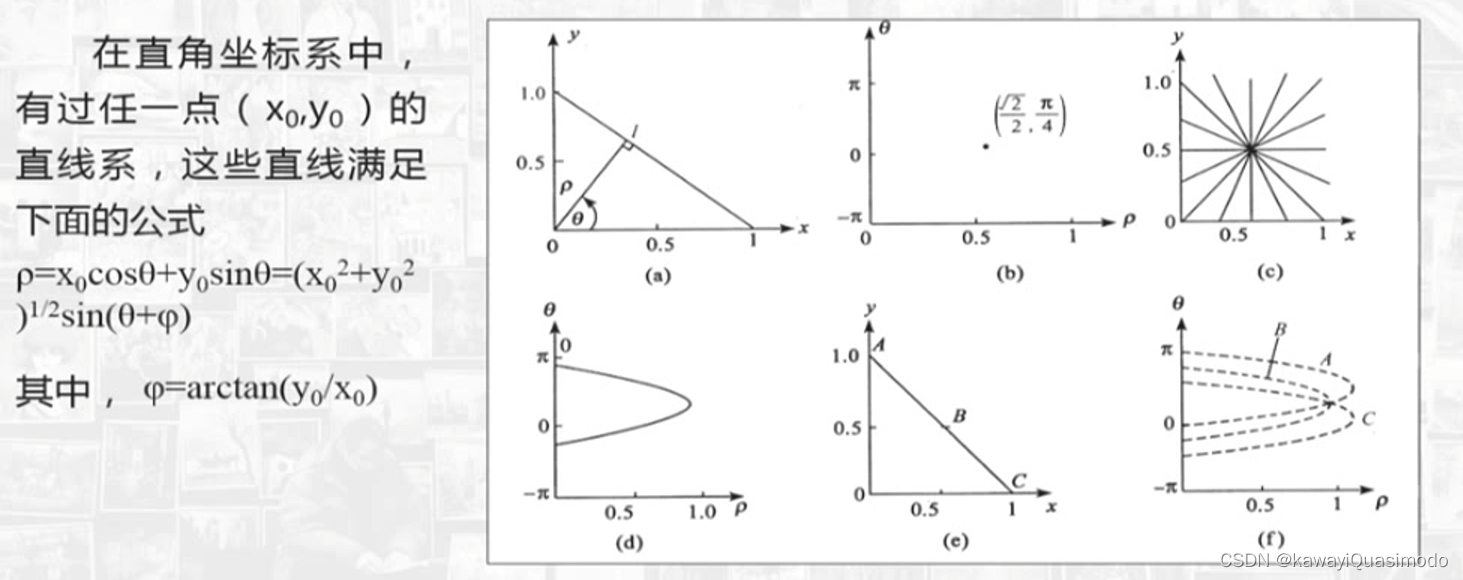 在直角坐标系中，
有过任一点（x₀,y₀）的
直线系，这些直线满足
下面的公式
ρ=x₀cosθ+y₀sinθ=(x₀²+y₀²
)^1/2sin(θ+φ)
其中， φ=arctan(y₀/x₀)
y
1.0
0.5
l
ρ
θ
0 0.5 1 x
(a)
θ
π
0
-π
(√2/2, π/4)
0 0.5 1 ρ
(b)
y
1.0
0.5
0
0.5 1 x
(c)
θ
0
π
0
-π
0.5 1.0 ρ
(d)
y
A
1.0
B
0.5
C
0
0.5 1 x
(e)
θ
B
π
A
0
C
-π
0.5 1 ρ
(f)
CSDN @kawayiQuasimodo